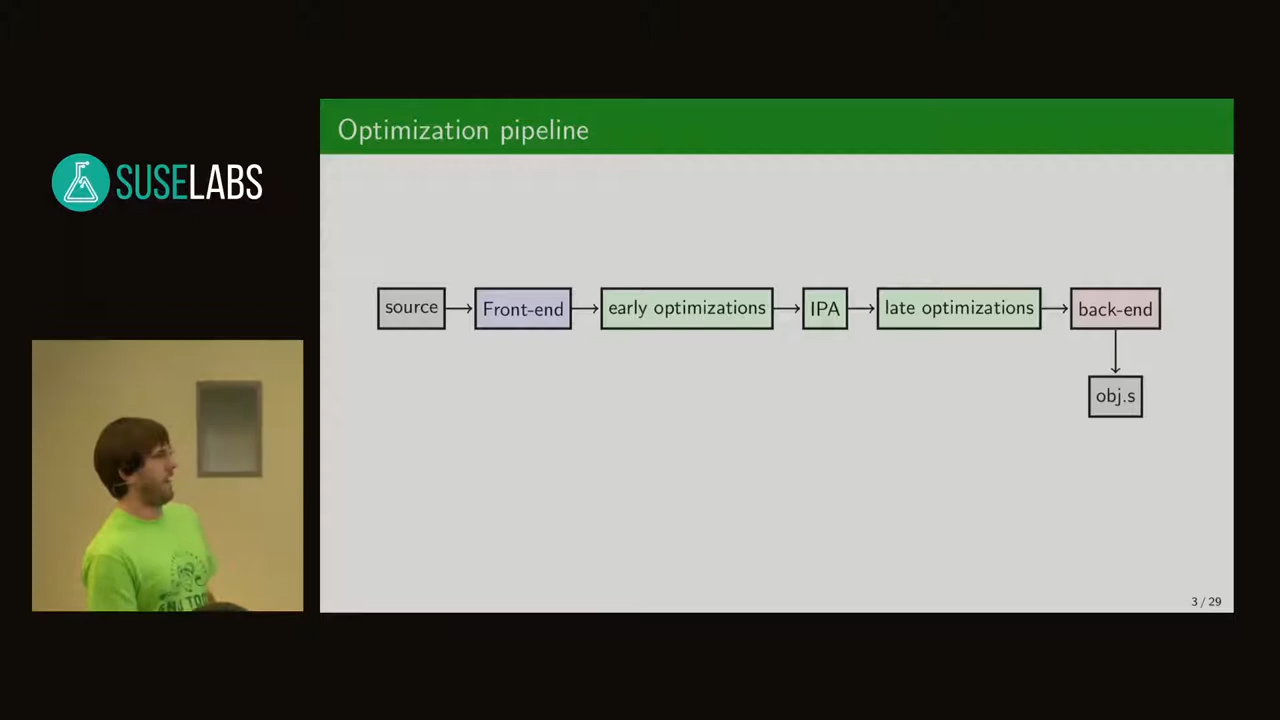 SUSELABS
Optimization pipeline
source
Front-end
early optimizations
IPA
late optimizations
back-end
obj.s
3 / 29